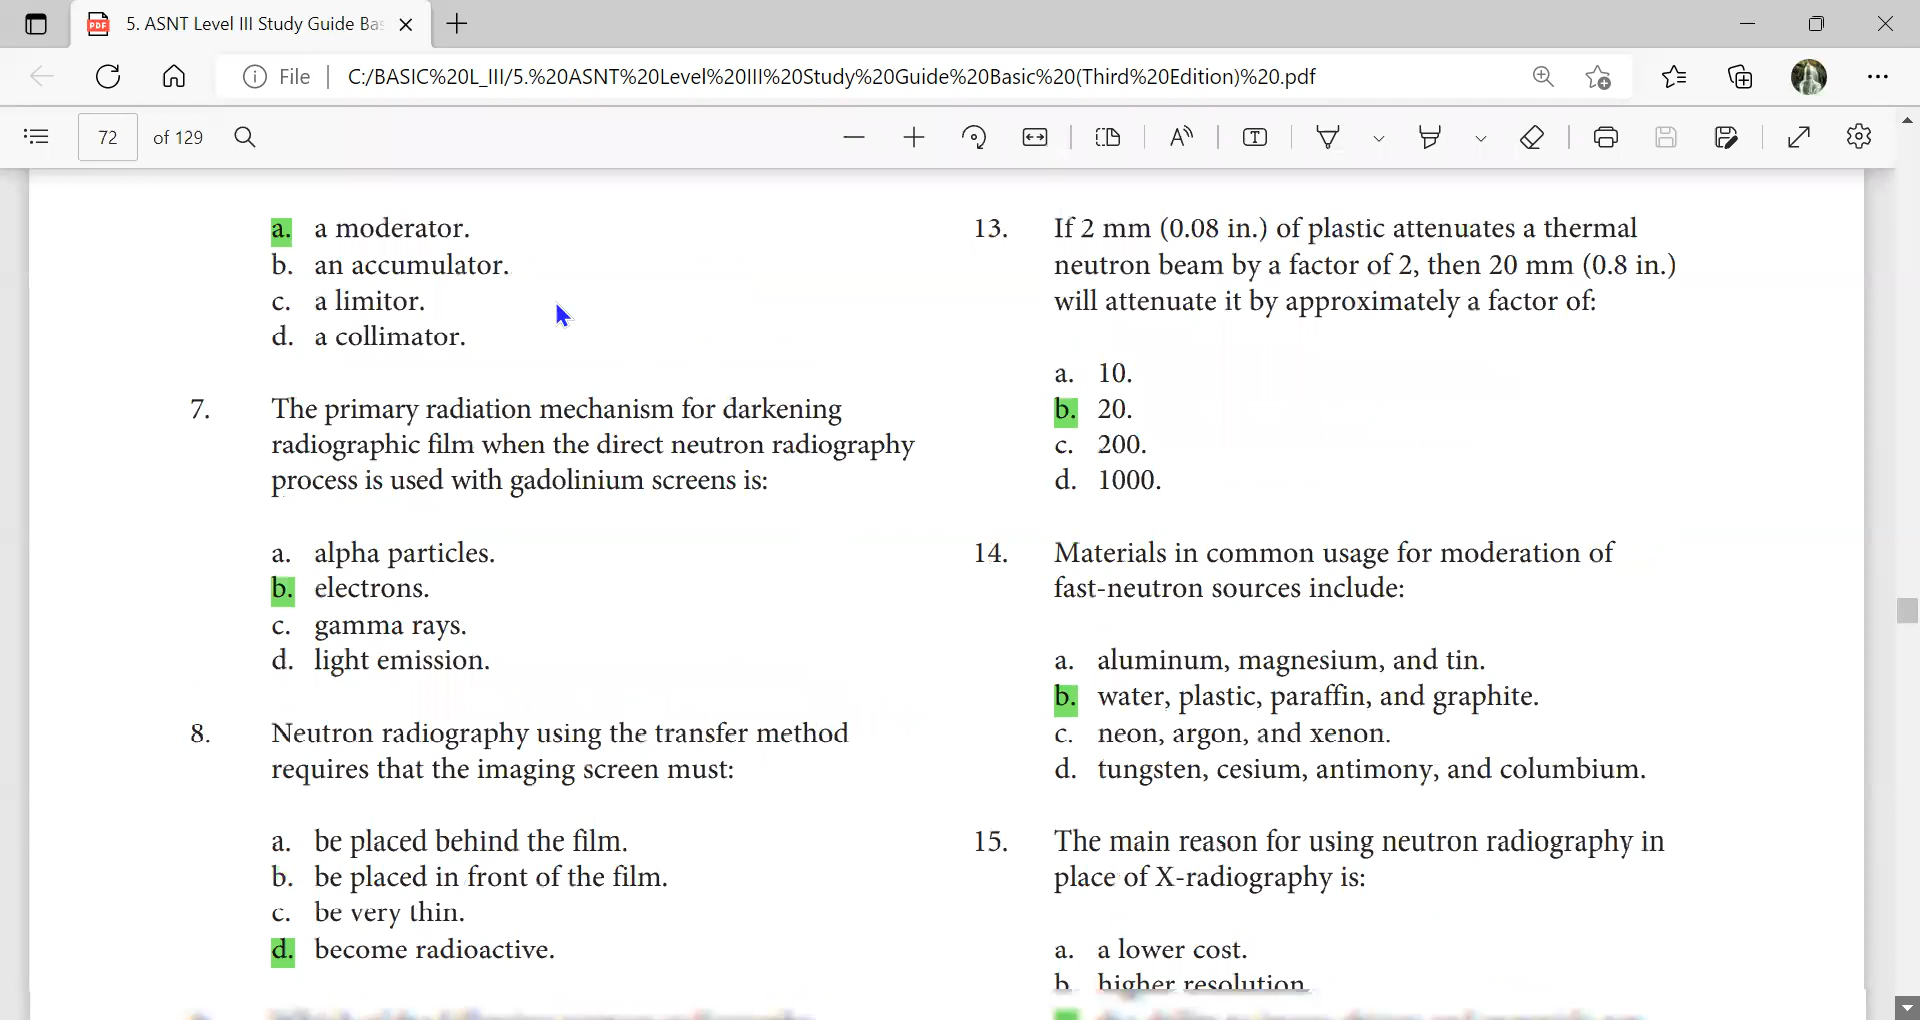 5. ASNT Level III Study Guide Bas
File
C:/BASIC%20L_III/5.%20ASNT%20Level%20III%20Study%20Guide%20Basic%20(Third%20Edition)%20.pdf
72 of 129
a. a moderator.
b. an accumulator.
c. a limitor.
d. a collimator.
7. The primary radiation mechanism for darkening
radiographic film when the direct neutron radiography
process is used with gadolinium screens is:
a. alpha particles.
b. electrons.
c. gamma rays.
d. light emission.
8. Neutron radiography using the transfer method
requires that the imaging screen must:
a. be placed behind the film.
b. be placed in front of the film.
c. be very thin.
d. become radioactive.
13. If 2 mm (0.08 in.) of plastic attenuates a thermal
neutron beam by a factor of 2, then 20 mm (0.8 in.)
will attenuate it by approximately a factor of:
a. 10.
b. 20.
c. 200.
d. 1000.
14. Materials in common usage for moderation of
fast-neutron sources include:
a. aluminum, magnesium, and tin.
b. water, plastic, paraffin, and graphite.
c. neon, argon, and xenon.
d. tungsten, cesium, antimony, and columbium.
15. The main reason for using neutron radiography in
place of X-radiography is:
a. a lower cost.
b. higher resolution